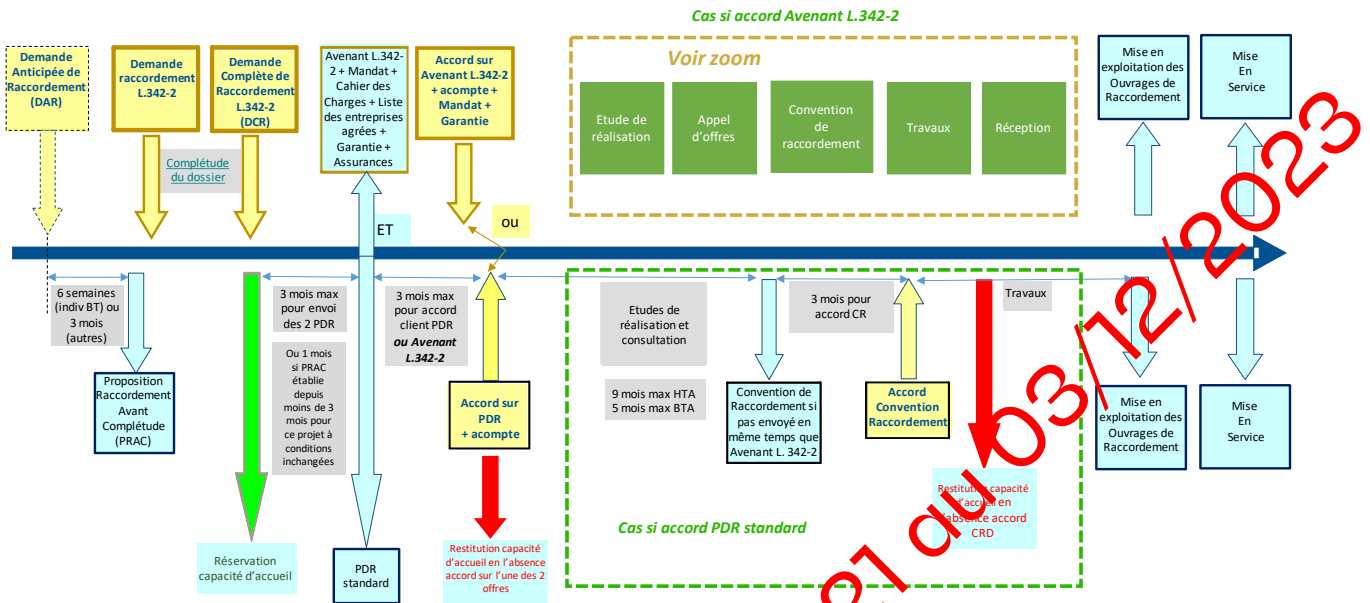 Cas si accord Avenant L.342-2
Demande
Anticipée de
Raccordement
(DAR)
Demande
raccordement
L.342-2
Demande
Complète de
Raccordement
L.342-2
(DCR)
Avenant L.342-
2 + Mandat +
Cahier des
Charges + Liste
des entreprises
agrées +
Garantie +
Assurances
Accord sur
Avenant L.342-2
+ acompte +
Mandat +
Garantie
Voir zoom
Etude de
réalisation
Appel
d’offres
Convention
de
raccordement
Travaux
Réception
Mise en
exploitation des
Ouvrages de
Raccordement
Mise
En
Service
Complétude
du dossier
ET
ou
6 semaines
(indiv BT) ou
3 mois
(autres)
3 mois max
pour envoi
des 2 PDR
Ou 1 mois
si PRAC
établie
depuis
moins de 3
mois pour
ce projet à
conditions
inchangées
3 mois max
pour accord
client PDR
ou Avenant
L.342-2
Etudes de
réalisation et
consultation
9 mois max HTA
5 mois max BTA
3 mois pour
accord CR
Travaux
Proposition
Raccordement
Avant
Complétude
(PRAC)
Accord sur
PDR
+ acompte
Convention de
Raccordement si
pas envoyé en
même temps que
Avenant L. 342-2
Accord
Convention
Raccordement
Mise en
exploitation des
Ouvrages de
Raccordement
Mise
En
Service
Réservation
capacité d’accueil
PDR
standard
Restitution capacité
d’accueil en l’absence
accord sur l’une des 2
offres
Cas si accord PDR standard
Restitution capacité
d’accueil en
l’absence accord
CRD
21 du 03/12/2023